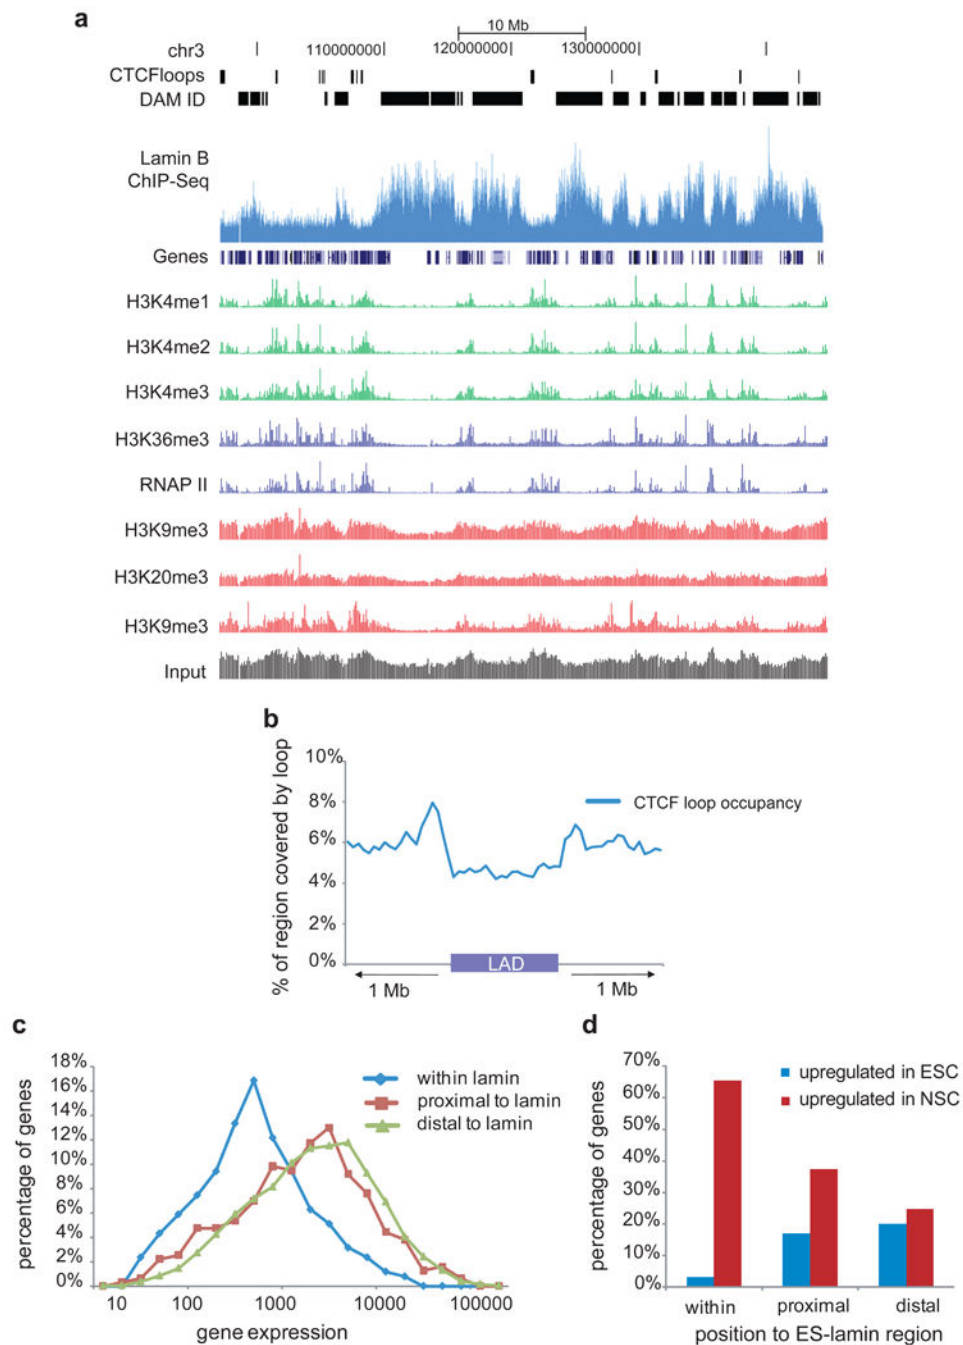 a
10 Mb
chr3 110000000 120000000 130000000
CTCFloops
DAM ID
Lamin B
ChIP-Seq
Genes
H3K4me1
H3K4me2
H3K4me3
H3K36me3
RNAP II
H3K9me3
H3K20me3
H3K9me3
Input
b
% of region covered by loop
10%
8%
6%
4%
2%
0%
CTCF loop occupancy
LAD
1 Mb 1 Mb
c
percentage of genes
18%
16%
14%
12%
10%
8%
6%
4%
2%
0%
within lamin
proximal to lamin
distal to lamin
10 100 1000 10000 100000
gene expression
d
percentage of genes
70%
60%
50%
40%
30%
20%
10%
0%
upregulated in ESC
upregulated in NSC
within proximal distal
position to ES-lamin region